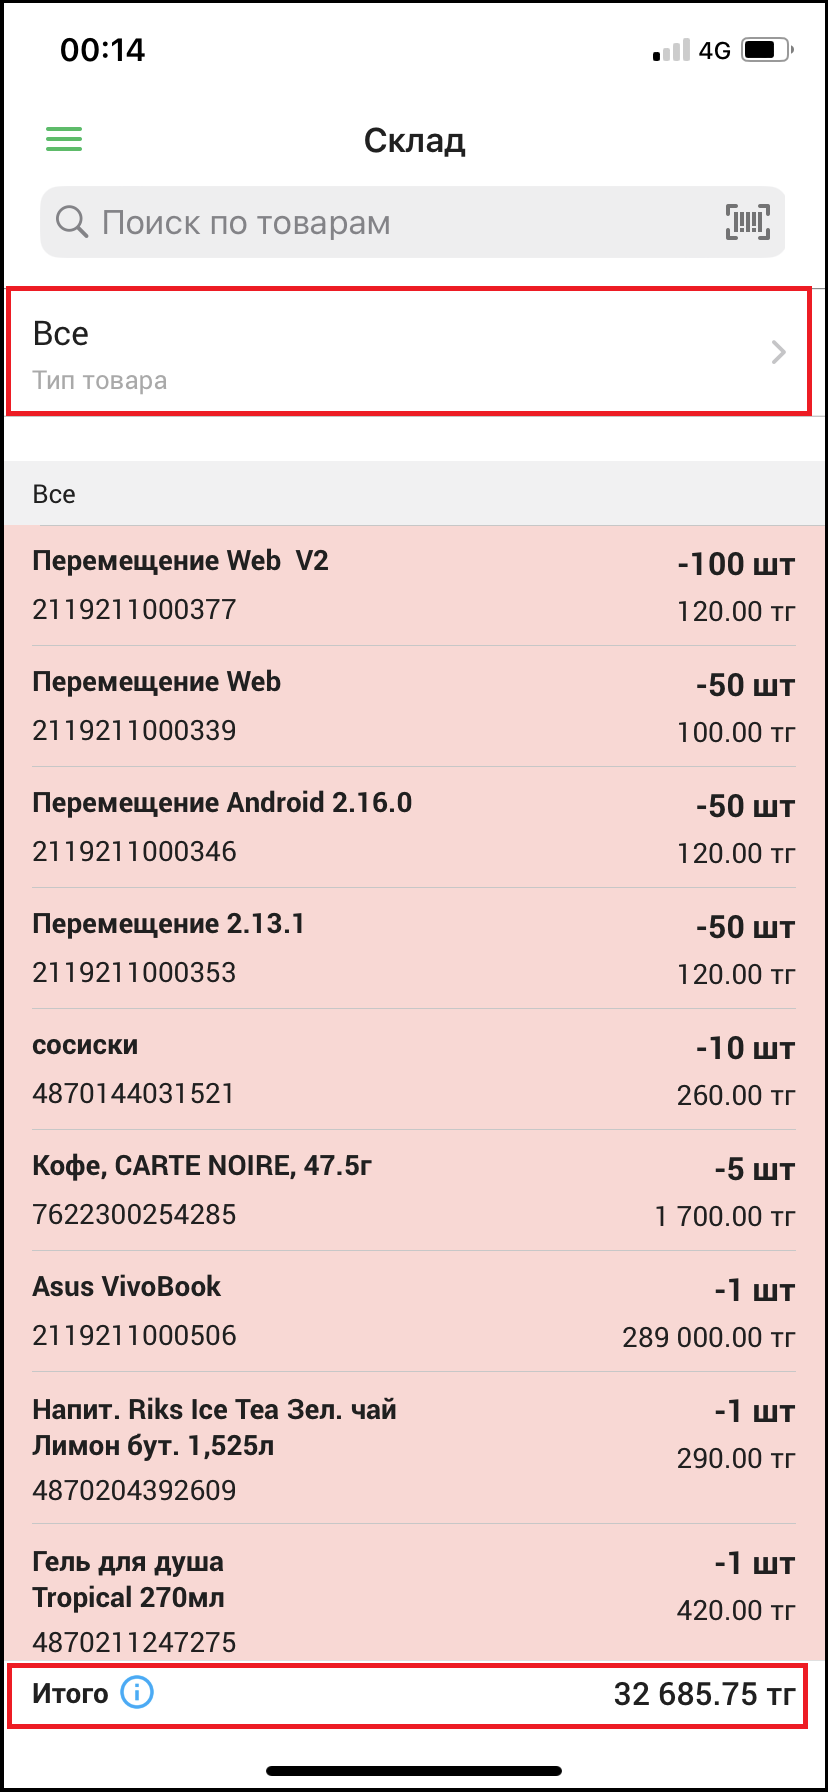 00:14
4G
Склад
Поиск по товарам
Все
Тип товара
Все
Перемещение Web  V2
-100 шт
2119211000377
120.00 тг
Перемещение Web
-50 шт
2119211000339
100.00 тг
Перемещение Android 2.16.0
-50 шт
2119211000346
120.00 тг
Перемещение 2.13.1
-50 шт
2119211000353
120.00 тг
сосиски
-10 шт
4870144031521
260.00 тг
Кофе, CARTE NOIRE, 47.5г
-5 шт
7622300254285
1 700.00 тг
Asus VivoBook
-1 шт
2119211000506
289 000.00 тг
Напит. Riks Ice Tea Зел. чай
Лимон бут. 1,525л
-1 шт
4870204392609
290.00 тг
Гель для душа
Tropical 270мл
-1 шт
4870211247275
420.00 тг
Итого
32 685.75 тг